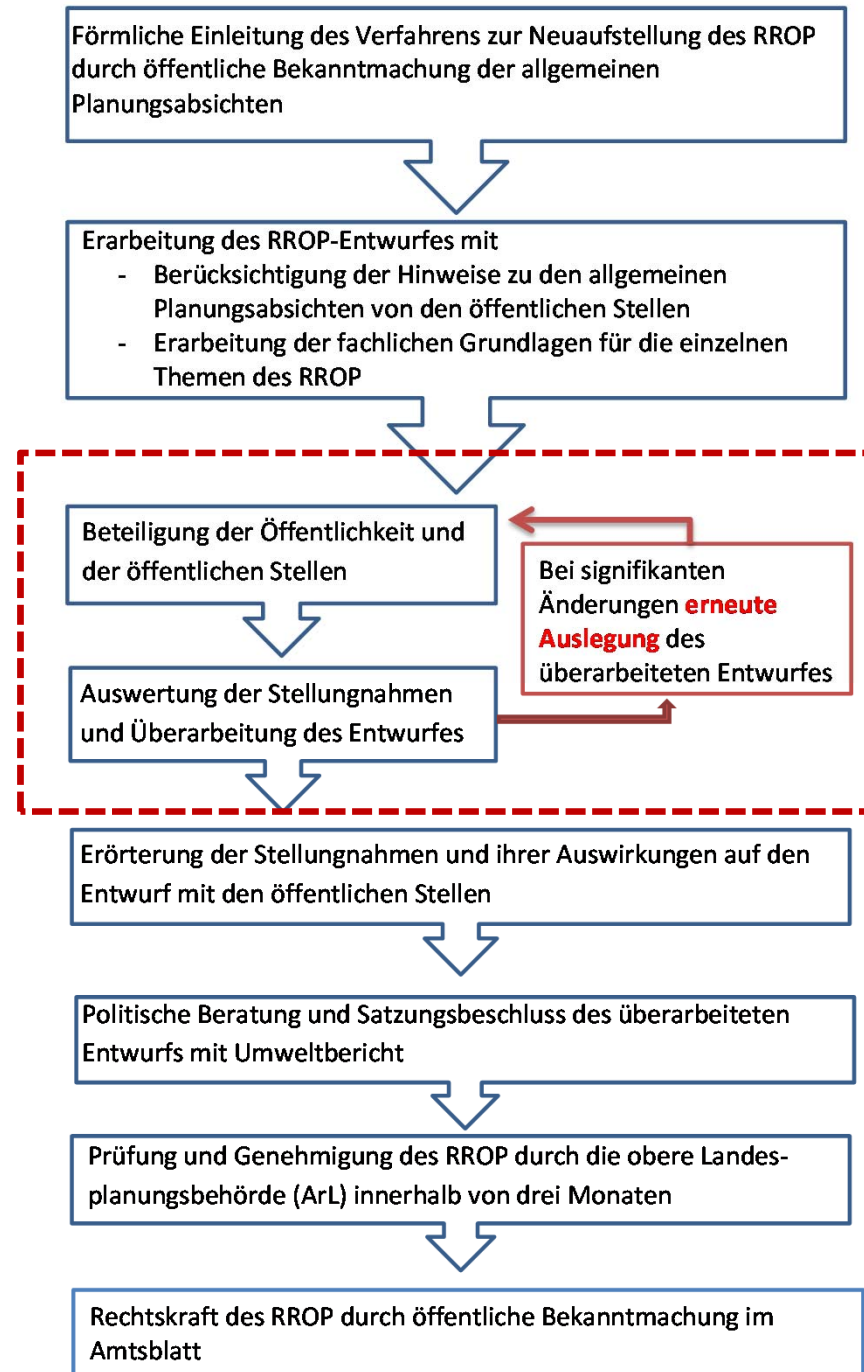 Förmliche Einleitung des Verfahrens zur Neuaufstellung des RROP
durch öffentliche Bekanntmachung der allgemeinen
Planungsabsichten
Erarbeitung des RROP-Entwurfes mit
- Berücksichtigung der Hinweise zu den allgemeinen
Planungsabsichten von den öffentlichen Stellen
- Erarbeitung der fachlichen Grundlagen für die einzelnen
Themen des RROP
Beteiligung der Öffentlichkeit und
der öffentlichen Stellen
Bei signifikanten
Änderungen erneute
Auslegung des
überarbeiteten Entwurfes
Auswertung der Stellungnahmen
und Überarbeitung des Entwurfes
Erörterung der Stellungnahmen und ihrer Auswirkungen auf den
Entwurf mit den öffentlichen Stellen
Politische Beratung und Satzungsbeschluss des überarbeiteten
Entwurfs mit Umweltbericht
Prüfung und Genehmigung des RROP durch die obere Landes-
planungsbehörde (ArL) innerhalb von drei Monaten
Rechtskraft des RROP durch öffentliche Bekanntmachung im
Amtsblatt